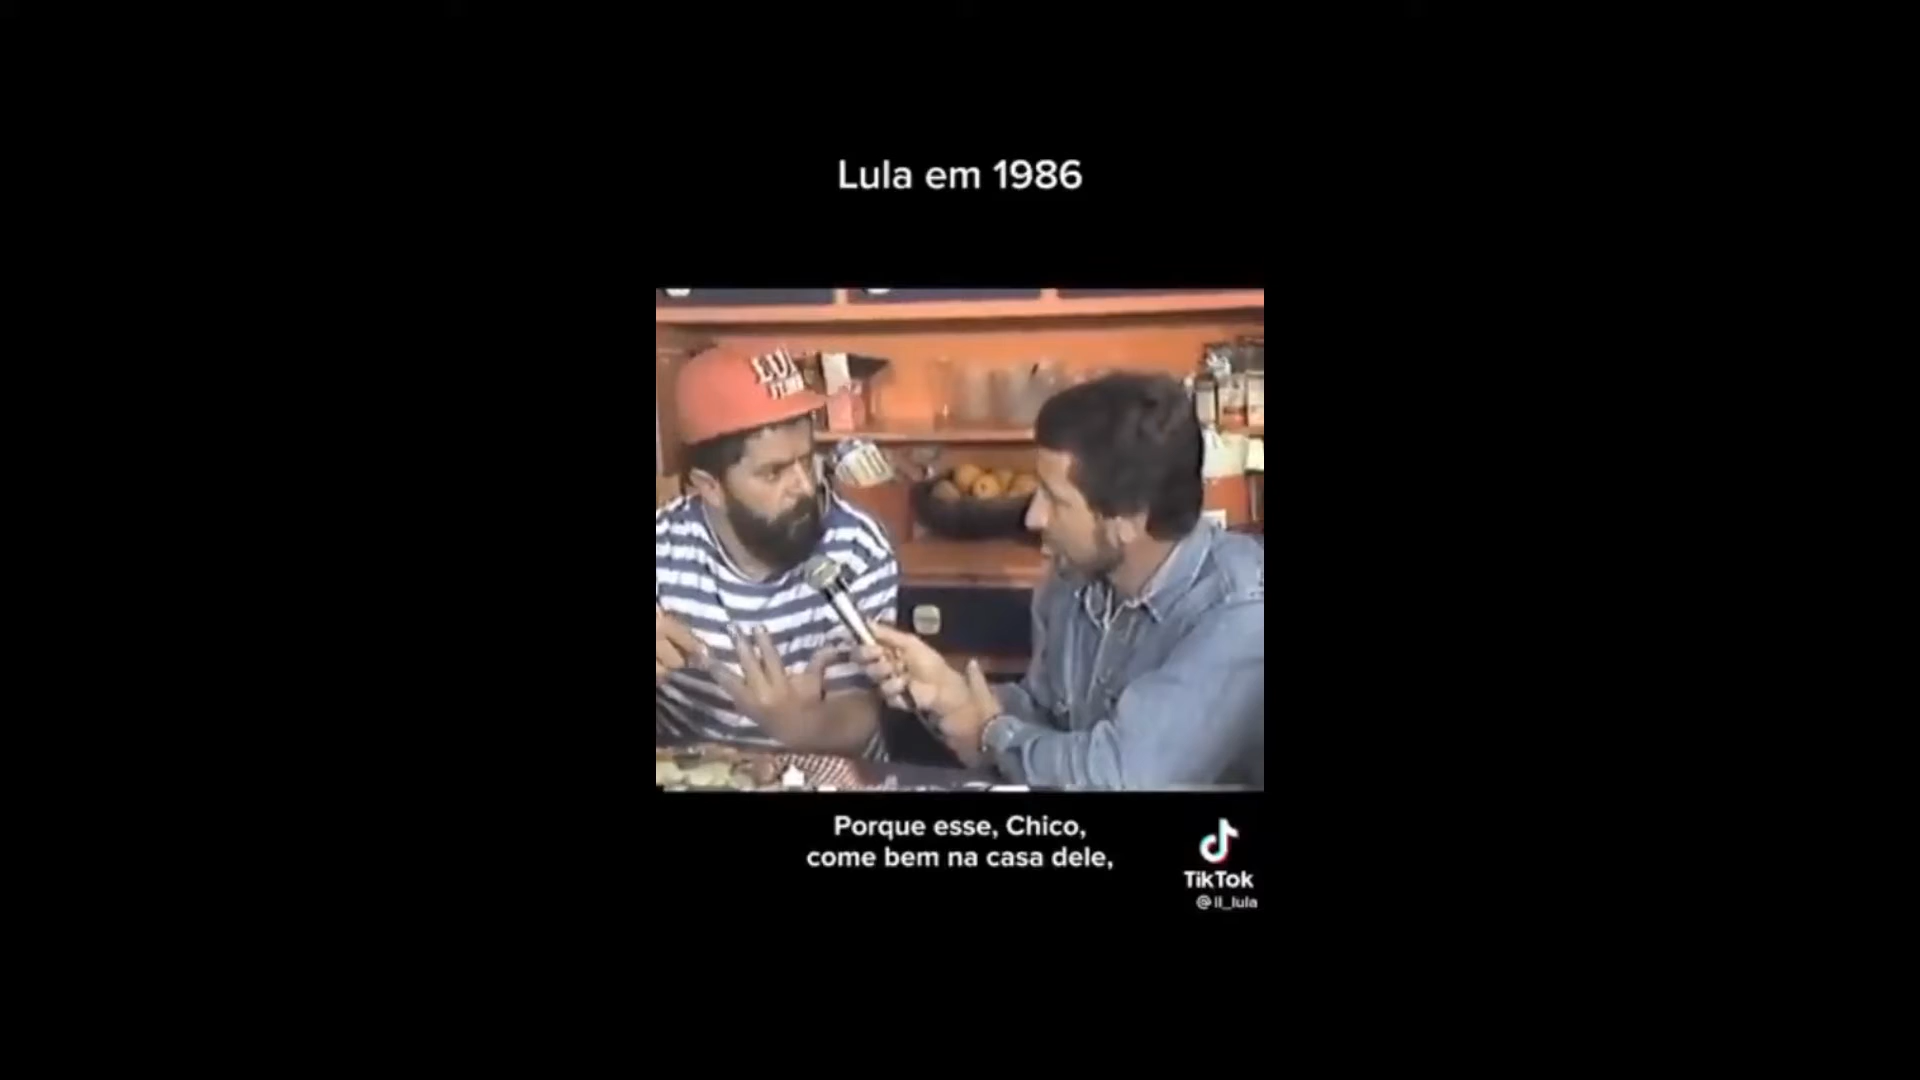 Lula em 1986
Porque esse, Chico,
come bem na casa dele,
TikTok
@ll_lula